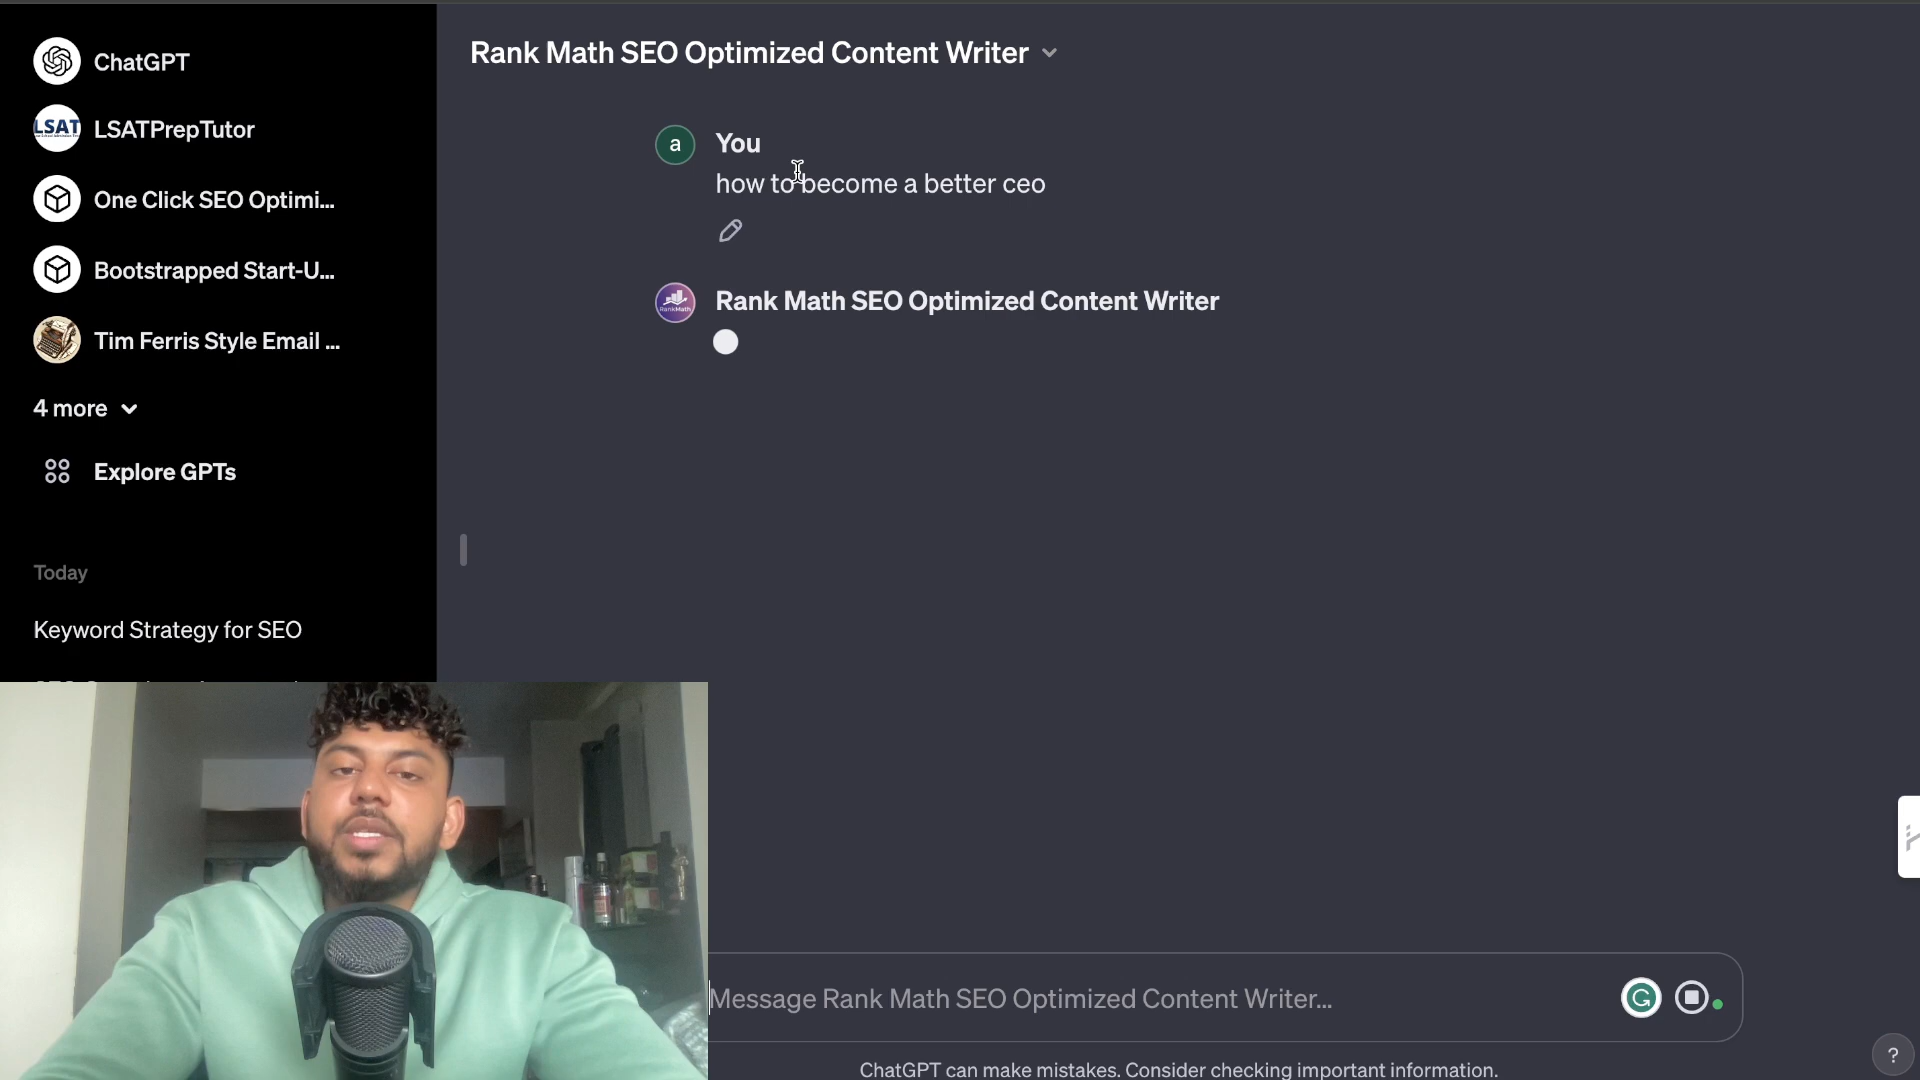 ChatGPT
LSAT
LSATPrepTutor
One Click SEO Optimi...
Bootstrapped Start-U...
Tim Ferris Style Email ...
4 more
Explore GPTs
Today
Keyword Strategy for SEO
Rank Math SEO Optimized Content Writer
a
You
how to become a better ceo
RankMath
Rank Math SEO Optimized Content Writer
Message Rank Math SEO Optimized Content Writer...
G
ChatGPT can make mistakes. Consider checking important information.
?